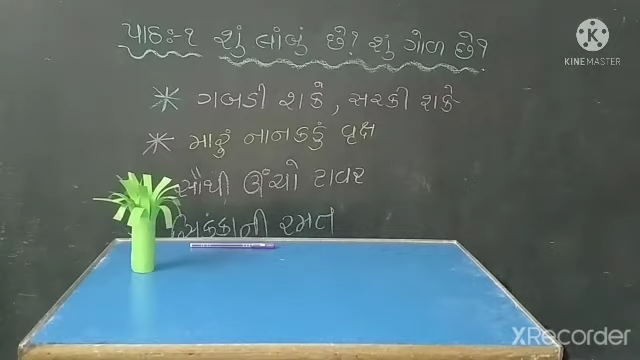 પાઠ:-૧ શું લાંબું છે? શું ગોળ છે?
ગબડી શકે, સરકી શકે
મારું નાનકડું વૃક્ષ
સૌથી ઊંચો ટાવર
સિક્કાની રમત
KINEMASTER
XRecorder